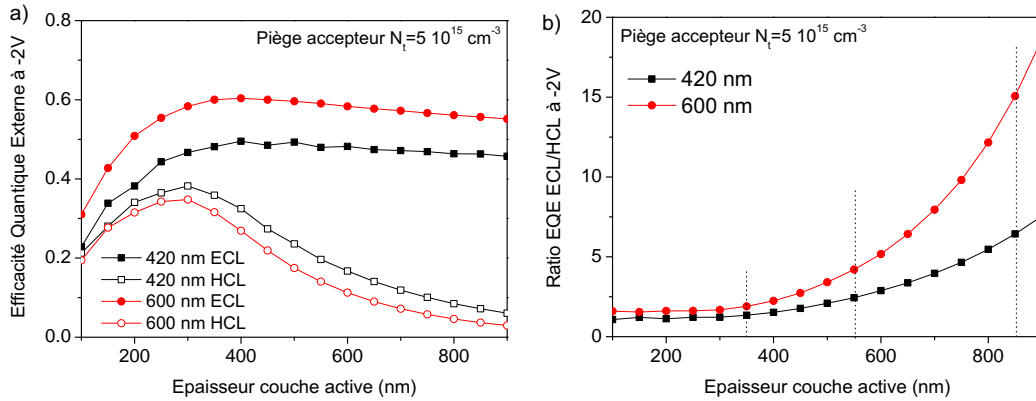 a)
Piège accepteur Nt=5 10^15 cm^-3
Efficacité Quantique Externe à -2V
0.8
0.6
0.4
0.2
0.0
420 nm ECL
420 nm HCL
600 nm ECL
600 nm HCL
200 400 600 800
Epaisseur couche active (nm)
b)
Piège accepteur Nt=5 10^15 cm^-3
420 nm
600 nm
Ratio EQE ECL/HCL à -2V
20
15
10
5
0
200 400 600 800
Epaisseur couche active (nm)